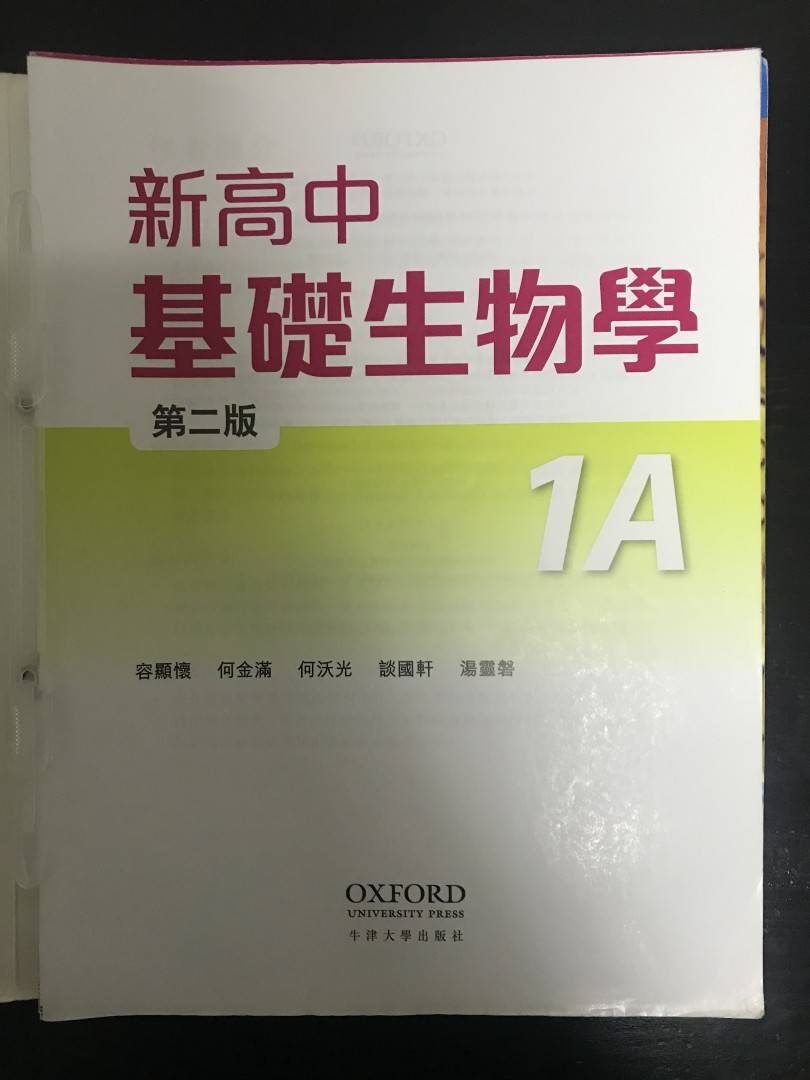 新高中
基礎生物學
第二版
1A
容顯懷 何金滿 何沃光 談國軒 湯靈磐
OXFORD
UNIVERSITY PRESS
牛津大學出版社